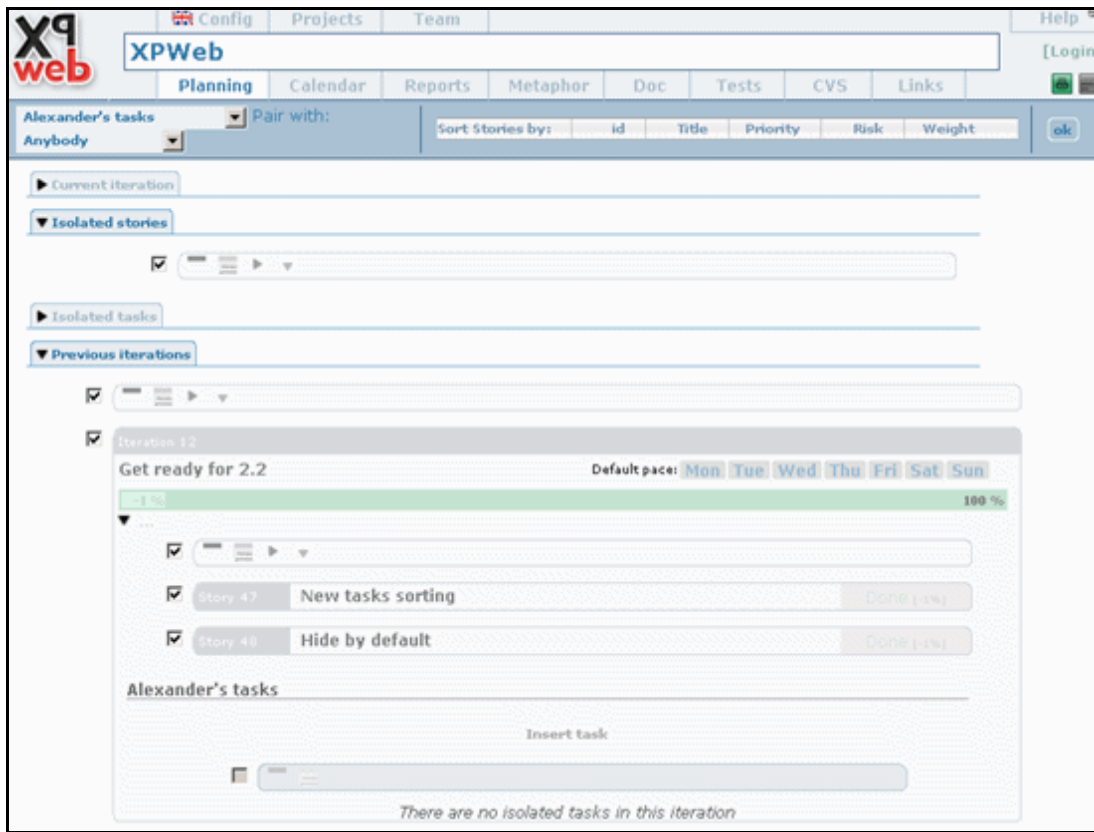 Xp web
Config Projects Team Help
XPWeb
[Login
Planning Calendar Reports Metaphor Doc Tests CVS Links
Alexander's tasks Pair with:
Anybody
Sort Stories by: id Title Priority Risk Weight ok
Current iteration
Isolated stories
Isolated tasks
Previous iterations
Iteration 12
Get ready for 2.2 Default pace: Mon Tue Wed Thu Fri Sat Sun
-1 % 100 %
...
Story 47 New tasks sorting Done [-1%]
Story 48 Hide by default Done [-1%]
Alexander's tasks
Insert task
There are no isolated tasks in this iteration